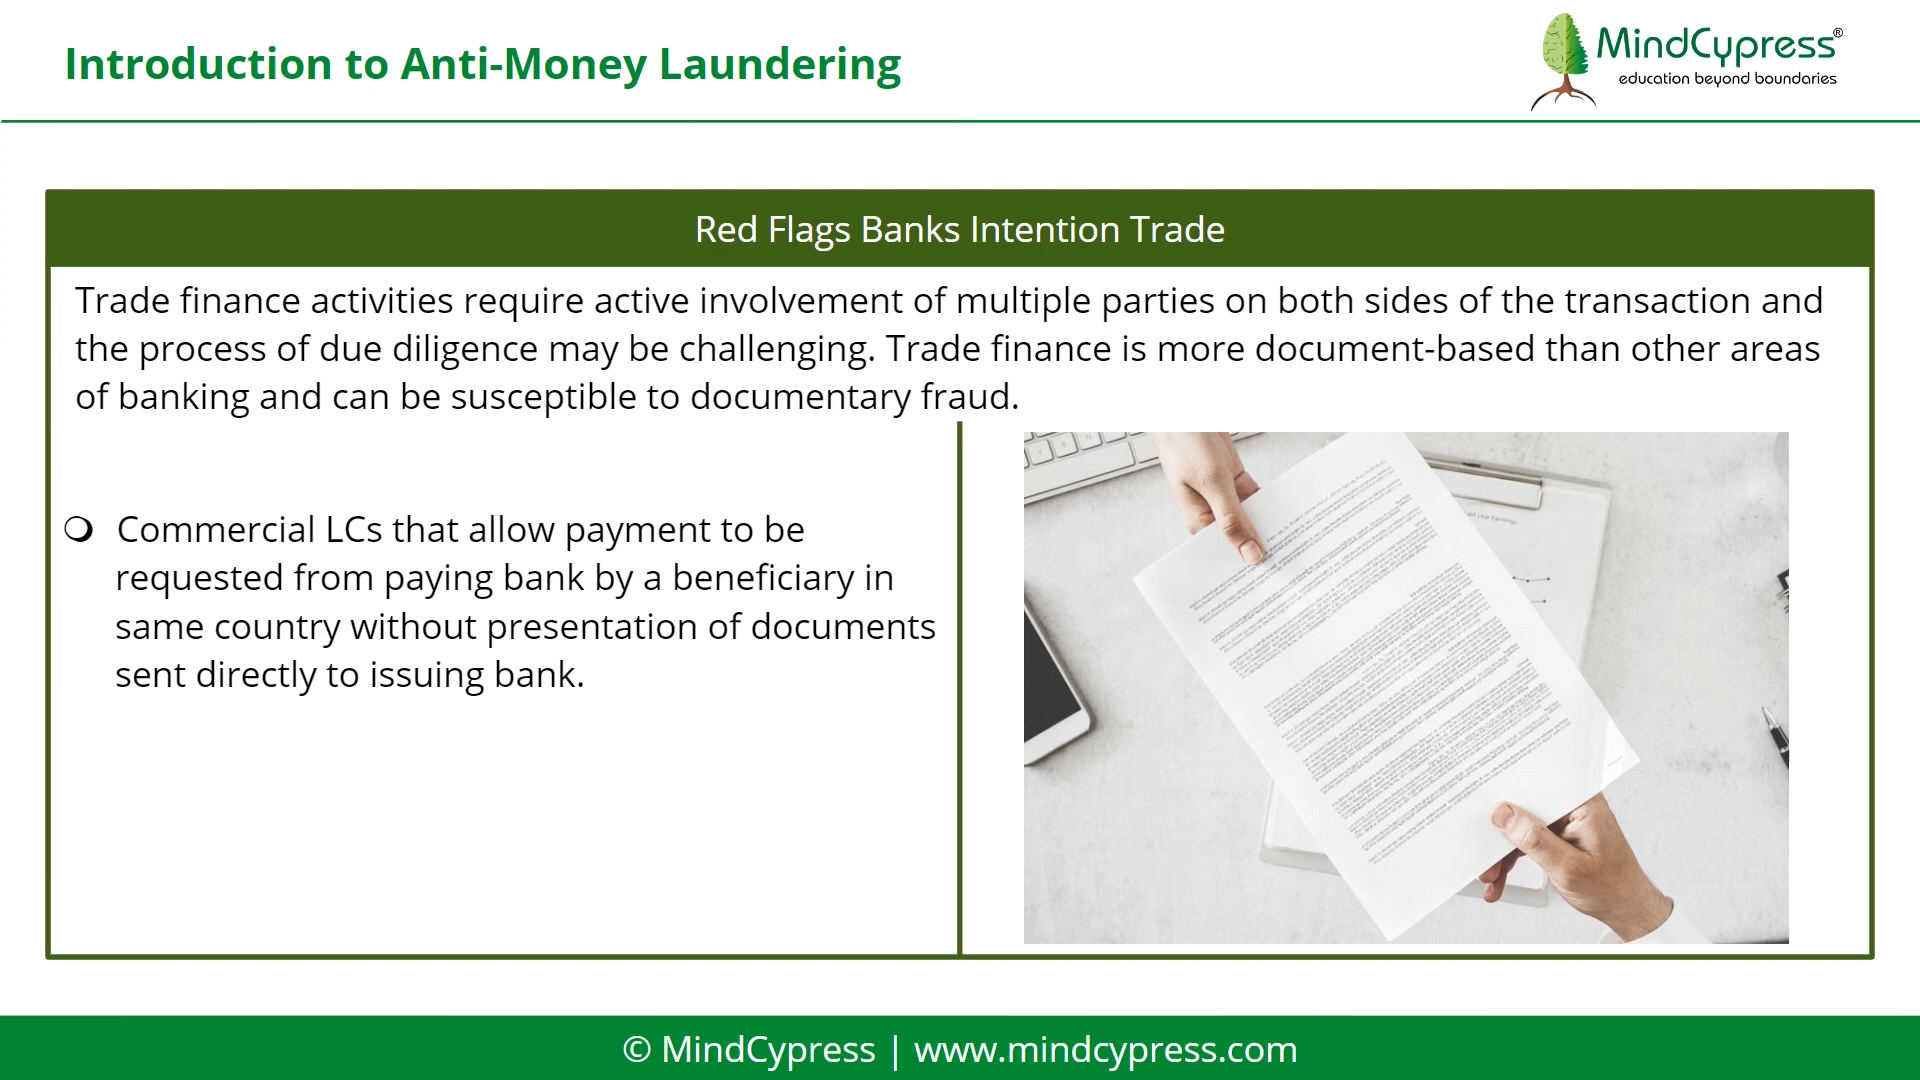 Introduction to Anti-Money Laundering
MindCypress®
education beyond boundaries
Red Flags Banks Intention Trade
Trade finance activities require active involvement of multiple parties on both sides of the transaction and
the process of due diligence may be challenging. Trade finance is more document-based than other areas
of banking and can be susceptible to documentary fraud.
Commercial LCs that allow payment to be
requested from paying bank by a beneficiary in
same country without presentation of documents
sent directly to issuing bank.
© MindCypress | www.mindcypress.com